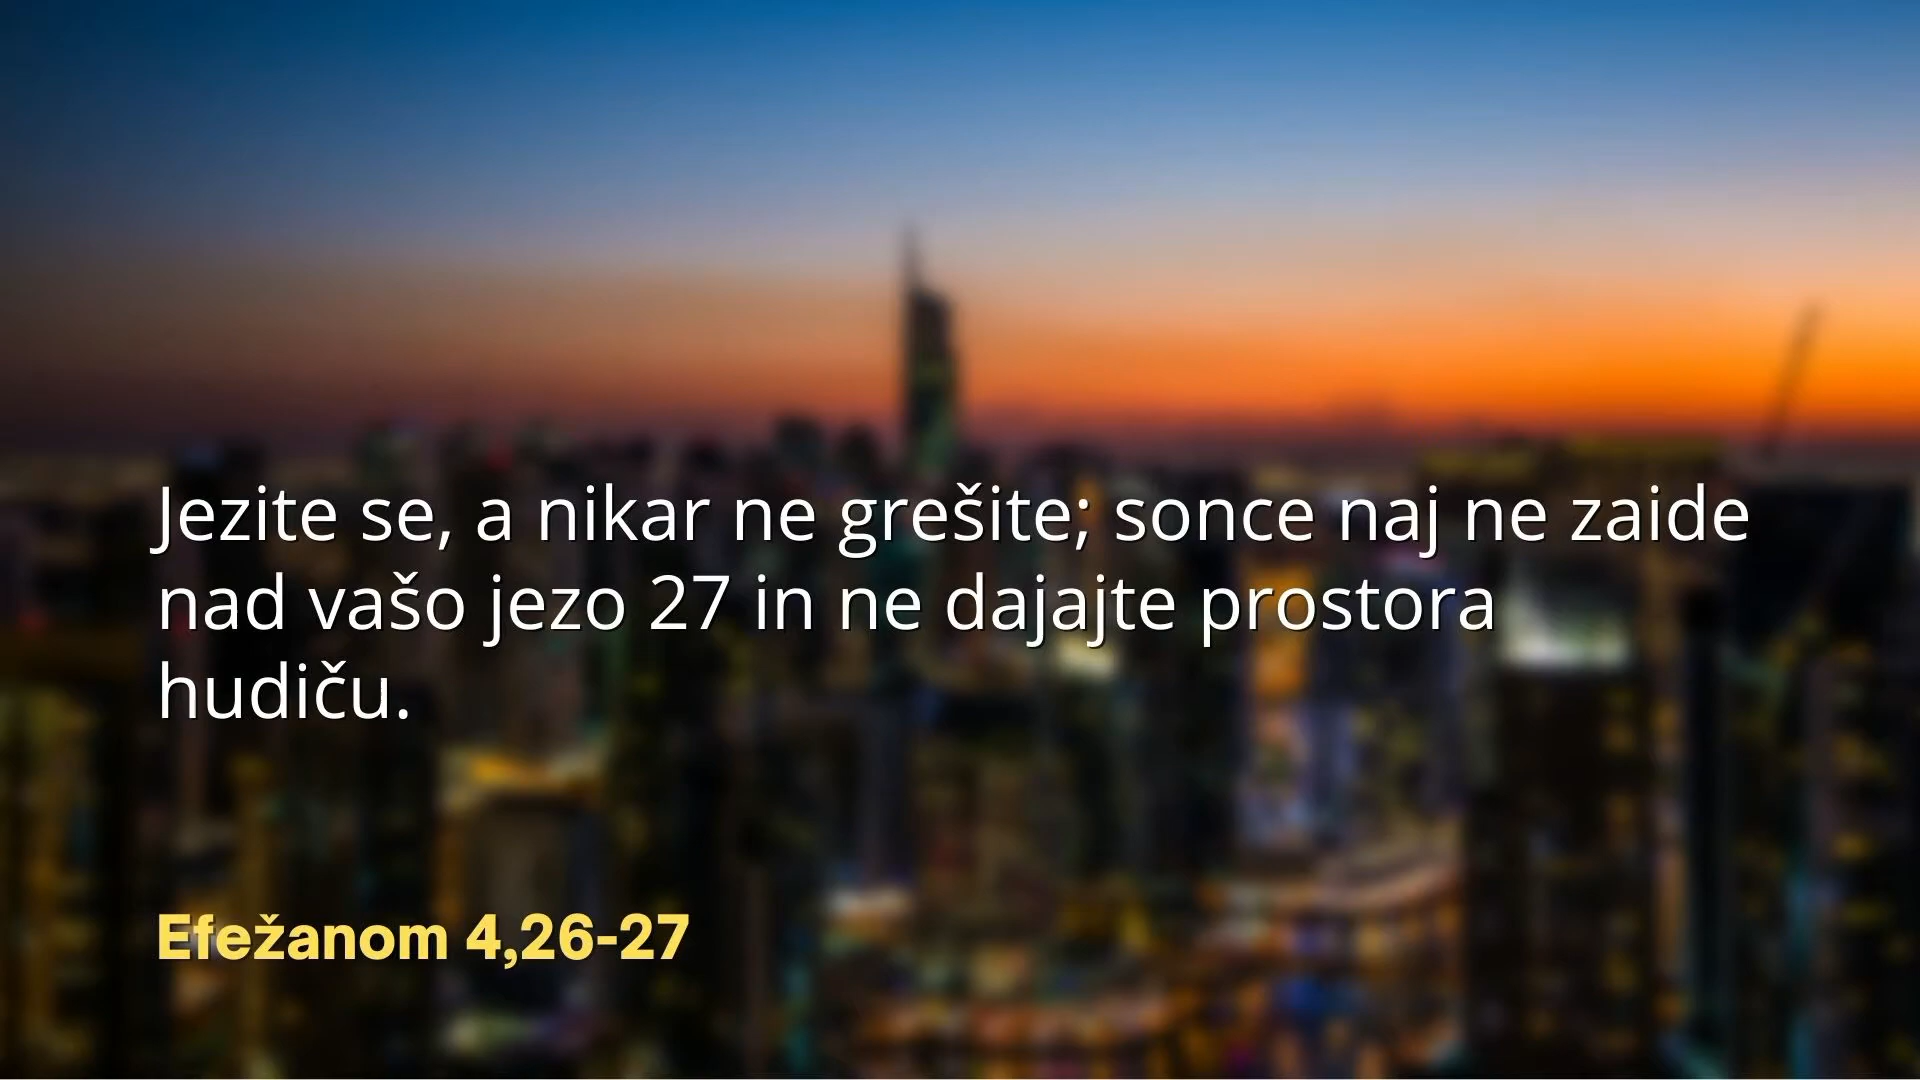 Jezite se, a nikar ne grešite; sonce naj ne zaide
nad vašo jezo 27 in ne dajajte prostora
hudiču.
Efežanom 4,26-27